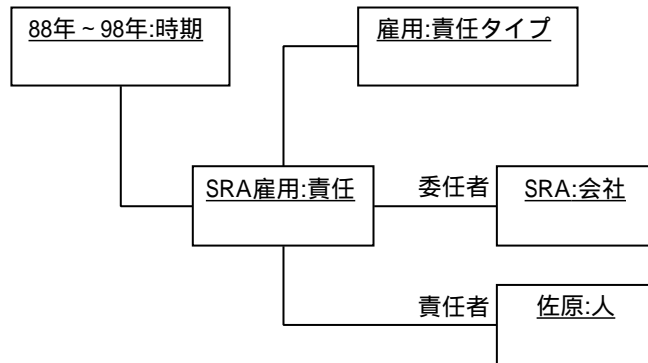 88年~98年:時期
雇用:責任タイプ
SRA雇用:責任
委任者
SRA:会社
責任者
佐原:人